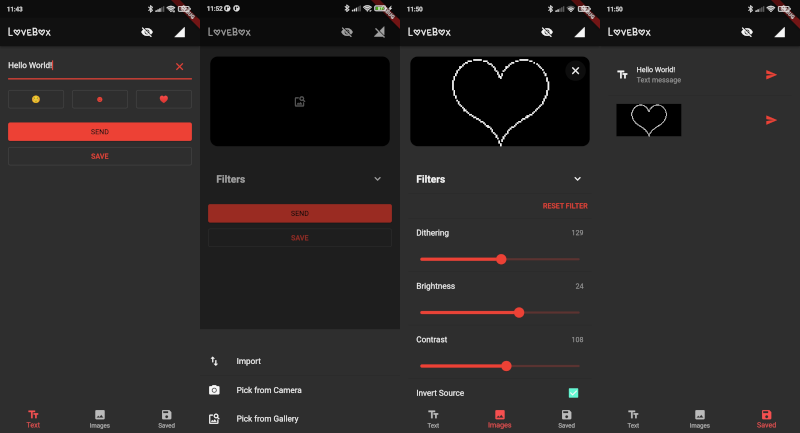 11:43
LoveBox
Hello World!
SEND
SAVE
Text
Images
Saved
11:52
LoveBox
Filters
SEND
SAVE
Import
Pick from Camera
Pick from Gallery
11:50
LoveBox
Filters
RESET FILTER
Dithering 129
Brightness 24
Contrast 108
Invert Source
Text
Images
Saved
11:50
LoveBox
Hello World!
Text message
Text
Images
Saved